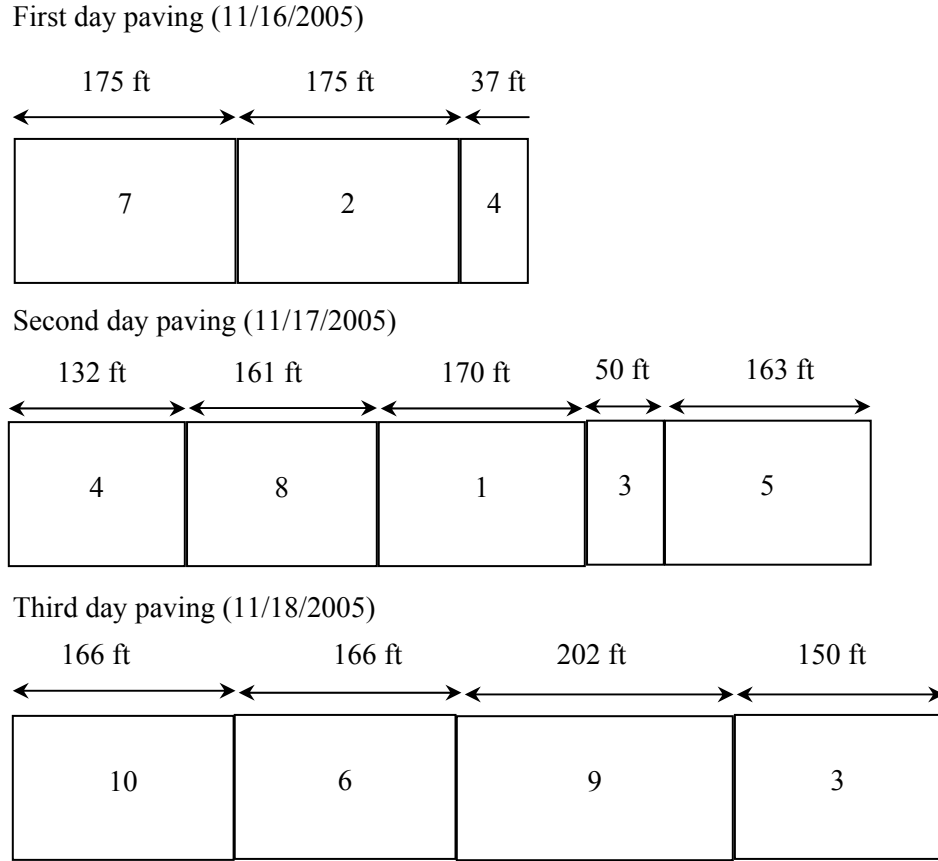 First day paving (11/16/2005)
175 ft 175 ft 37 ft
7 2 4
Second day paving (11/17/2005)
132 ft 161 ft 170 ft 50 ft 163 ft
4 8 1 3 5
Third day paving (11/18/2005)
166 ft 166 ft 202 ft 150 ft
10 6 9 3